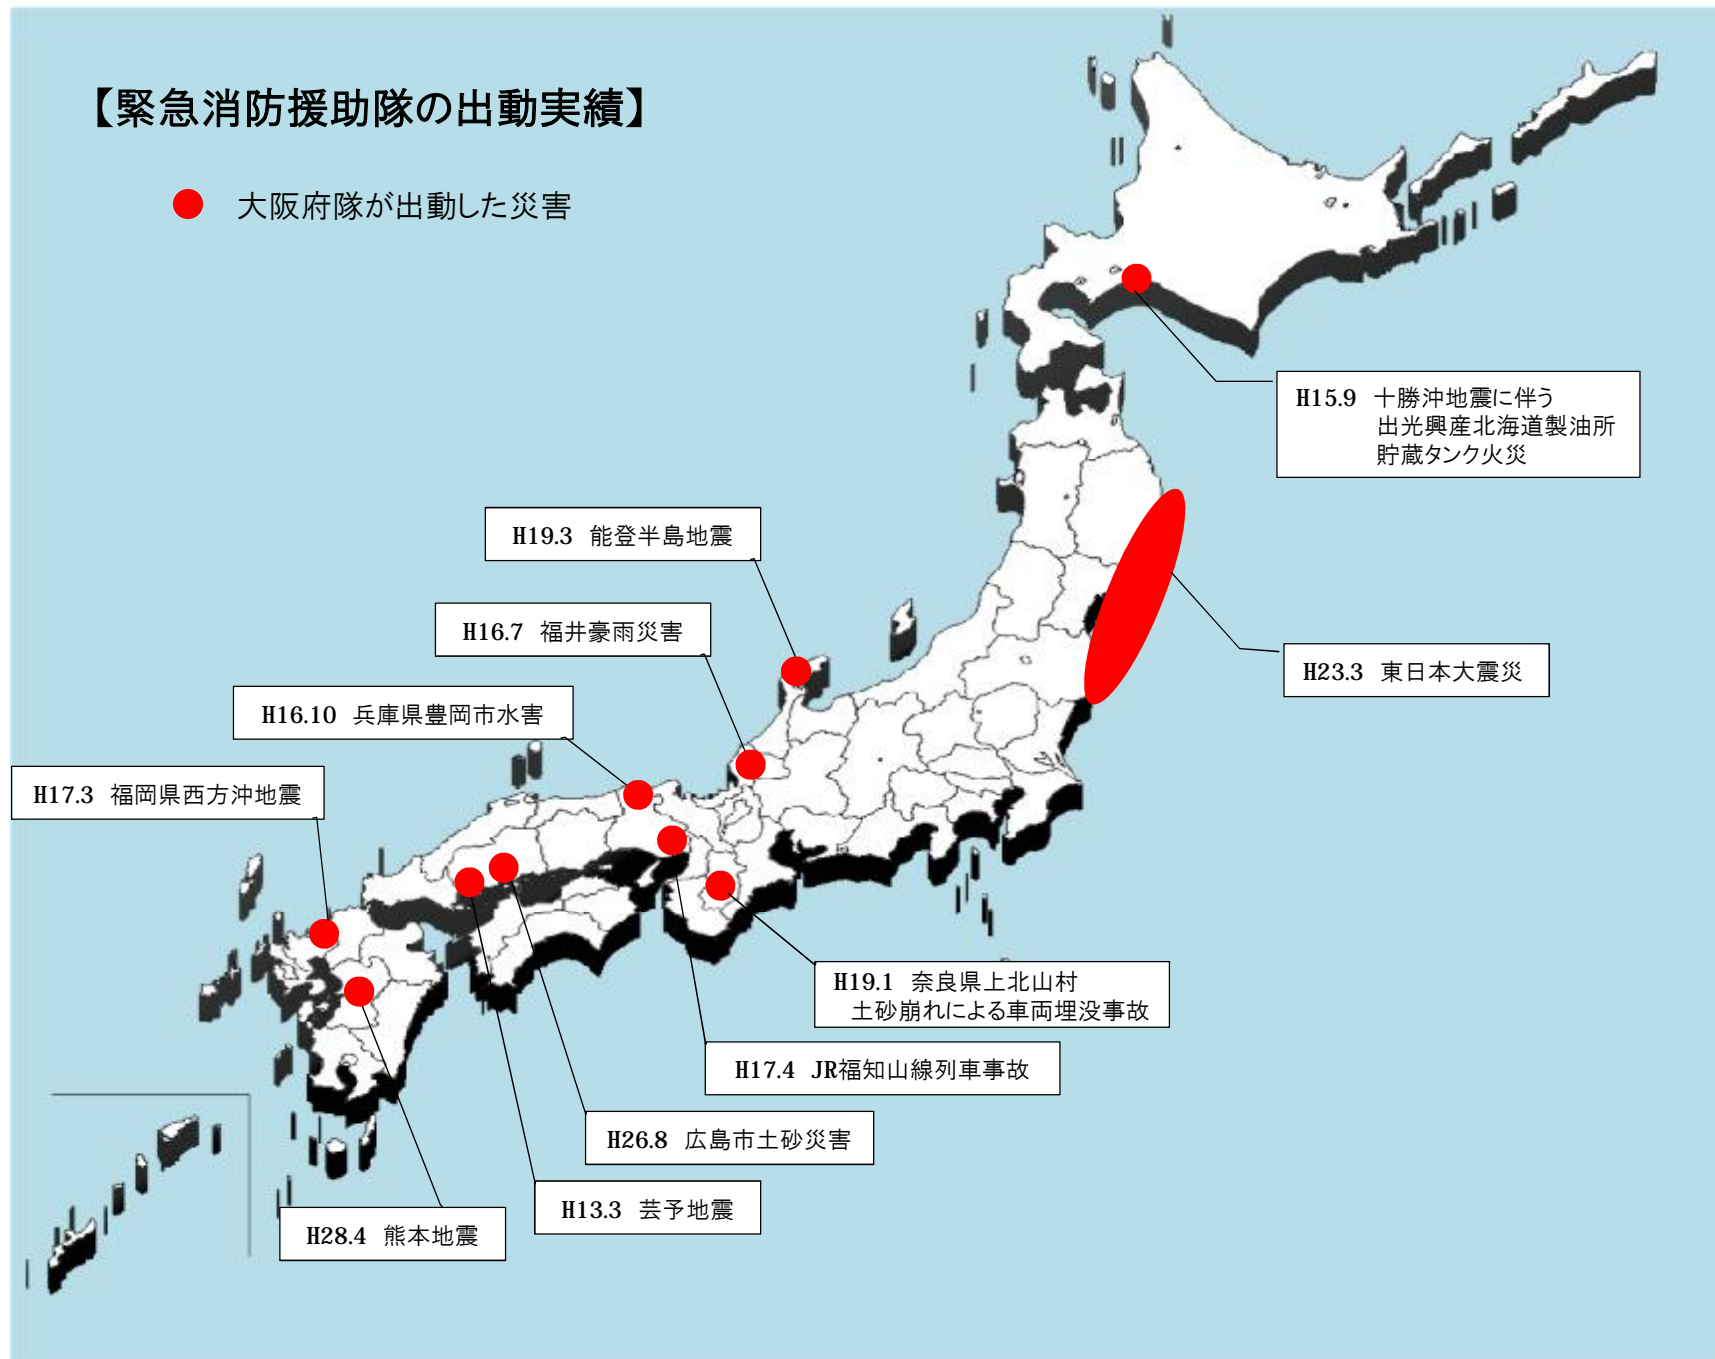 【緊急消防援助隊の出動実績】
大阪府隊が出動した災害
H15.9 十勝沖地震に伴う
出光興産北海道製油所
貯蔵タンク火災
H19.3 能登半島地震
H16.7 福井豪雨災害
H23.3 東日本大震災
H16.10 兵庫県豊岡市水害
H17.3 福岡県西方沖地震
H19.1 奈良県上北山村
土砂崩れによる車両埋没事故
H17.4 JR福知山線列車事故
H26.8 広島市土砂災害
H13.3 芸予地震
H28.4 熊本地震